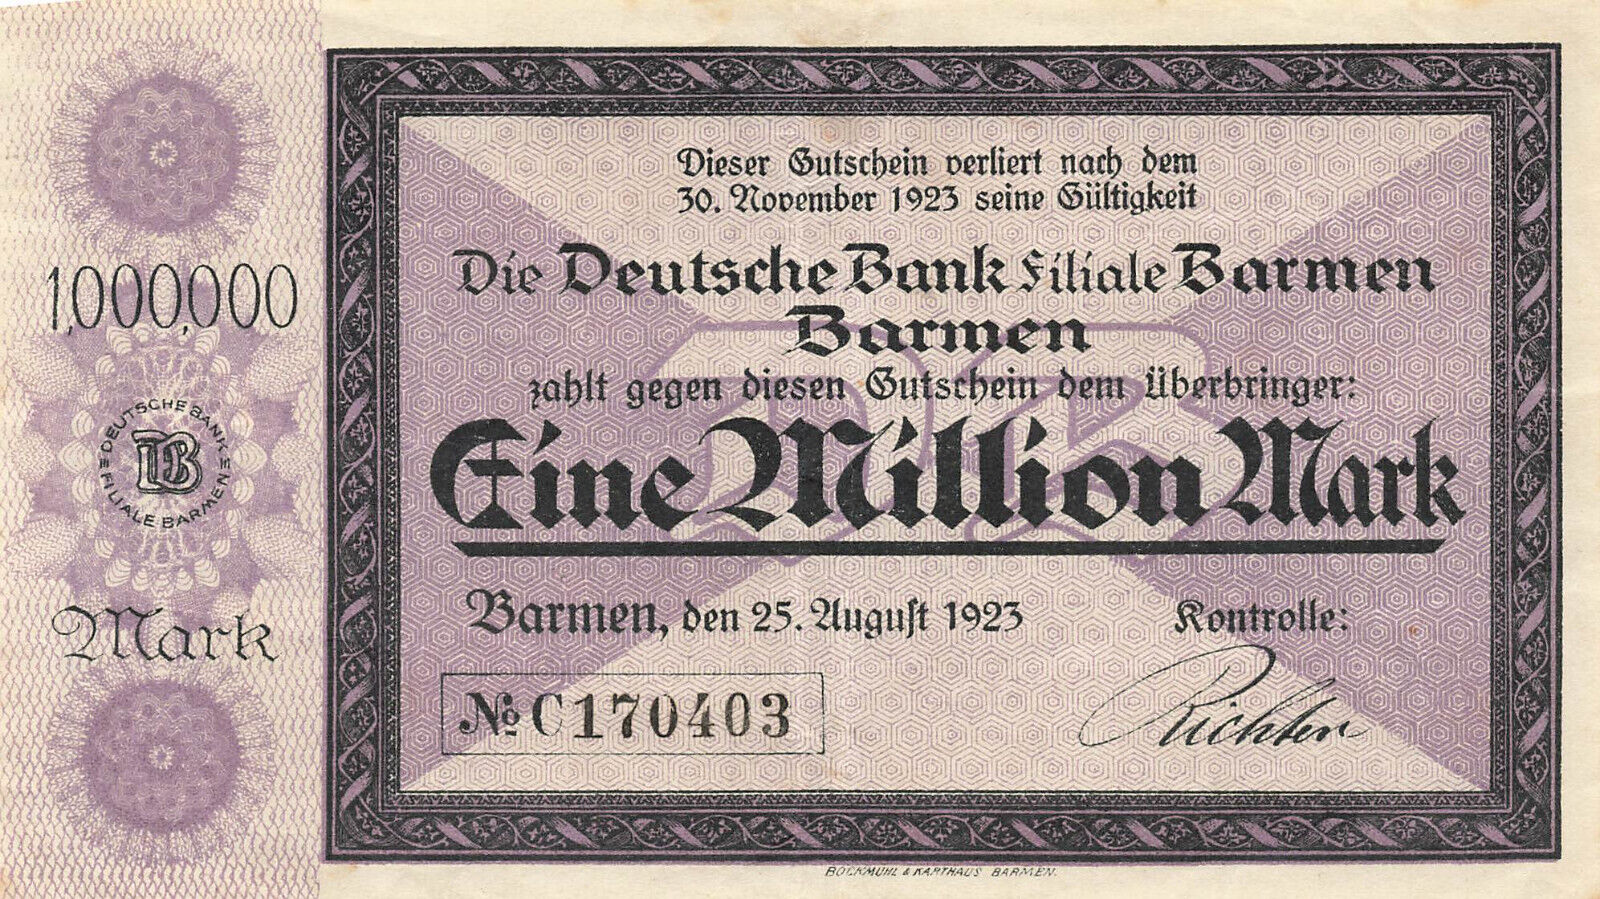 1,000,000
DEUTSCHE BANK
DB
FILIALE BARMEN
Mark
Dieser Gutschein verliert nach dem
30. November 1923 seine Gültigkeit
Die Deutsche Bank Filiale Barmen
Barmen
zahlt gegen diesen Gutschein dem Überbringer:
Eine Million Mark
Barmen, den 25. August 1923
Kontrolle:
№ C170403
Richter
BOCKMÜHL & KARTHAUS BARMEN.